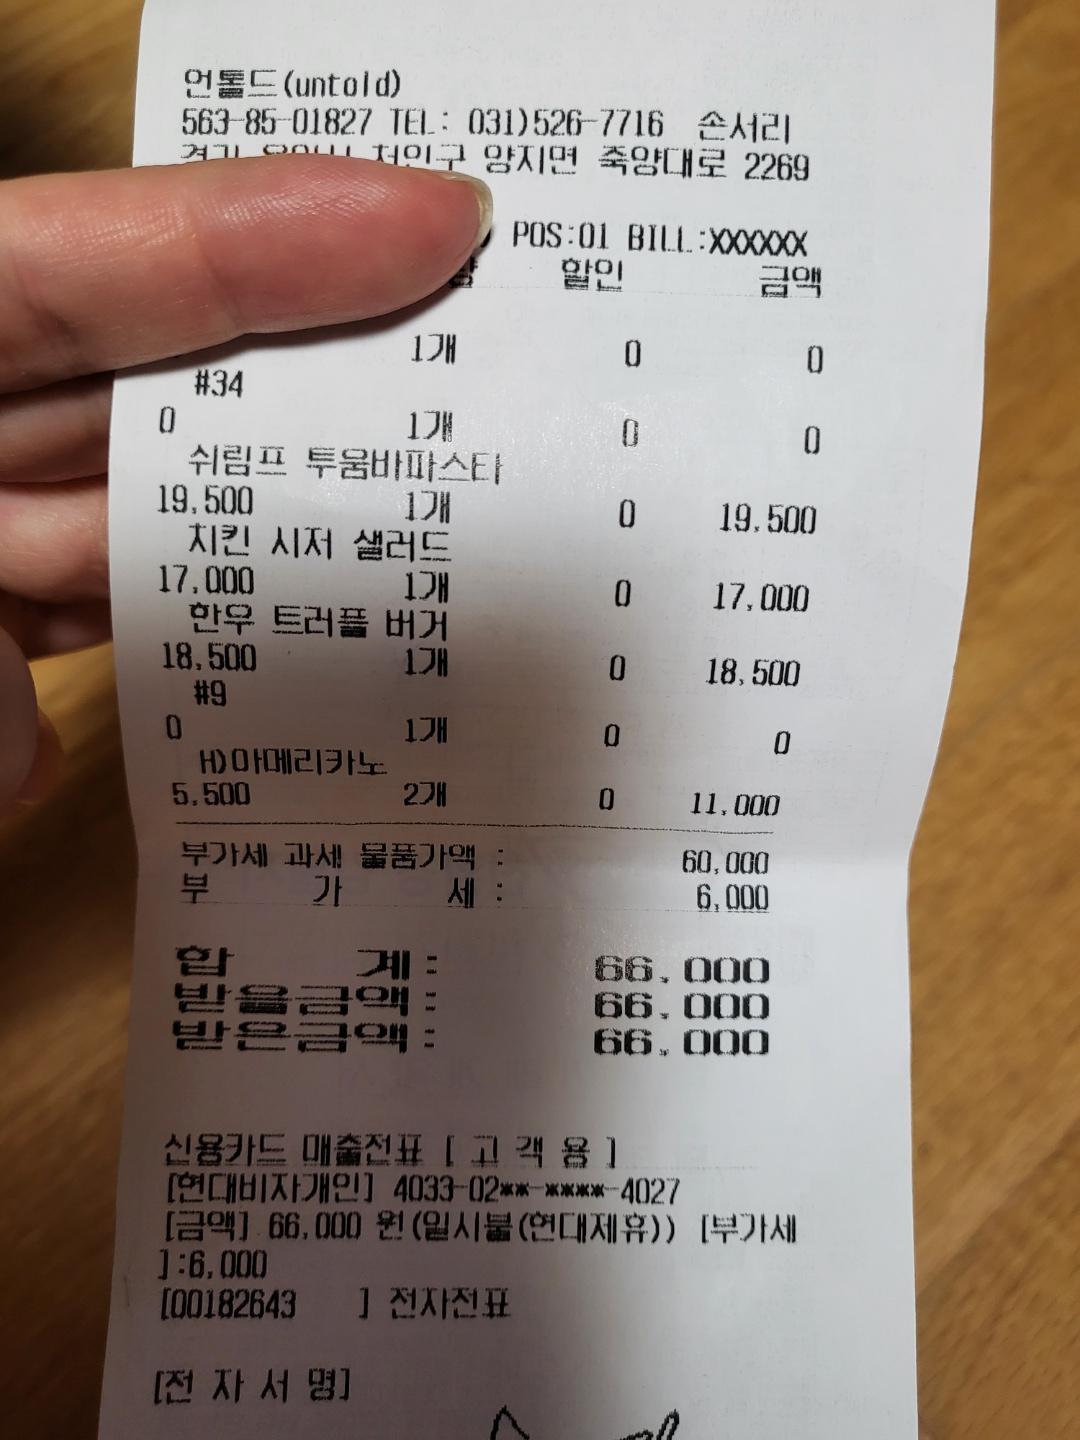 언톨드(untold)
563-85-01827 TEL: 031)526-7716 손서리
양지면 죽양대로 2269
POS:01 BILL:XXXXXX
할인 금액
1개 0 0
#34
0 1개 0 0
쉬림프 투움바파스타
19,500 1개 0 19,500
치킨 시저 샐러드
17,000 1개 0 17,000
한우 트러플 버거
18,500 1개 0 18,500
#9
0 1개 0 0
H)아메리카노
5,500 2개 0 11,000
부가세 과세 물품가액 : 60,000
부 가 세 : 6,000
합 계 : 66,000
받을금액 : 66,000
받은금액 : 66,000
신용카드 매출전표 [ 고 객 용 ]
[현대비자개인] 4033-02**-****-4027
[금액] 66,000 원(일시불(현대제휴)) [부가세
]:6,000
[00182643 ] 전자전표
[전 자 서 명]